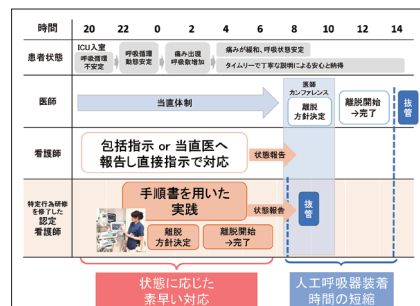 時間 20 22 0 2 4 6 8 10 12 14
患者状態
ICU入室
呼吸循環
不安定
呼吸循環
動態安定
痛み出現
呼吸数増加
痛みが緩和、呼吸状態安定
タイムリーで丁寧な説明による安心と納得
医師
当直体制
医師
カンファレンス
離脱
方針決定
離脱開始
→完了
抜管
看護師
包括指示 or 当直医へ
報告し直接指示で対応
状態報告
特定行為研修
を修了した
認定
看護師
手順書を用いた
実践
離脱
方針決定
離脱開始
→完了
状態報告
抜管
状態に応じた
素早い対応
人工呼吸器装着
時間の短縮